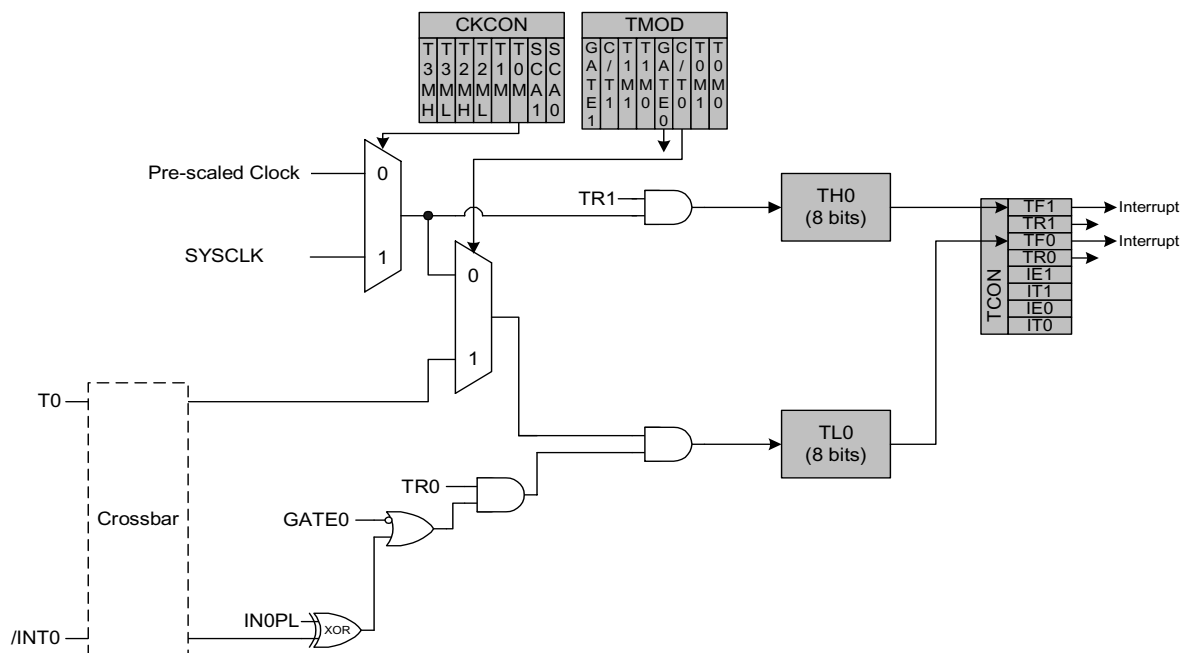 CKCON
T3MH
T3ML
T2MH
T2ML
T1M
T0M
SCA1
SCA0
TMOD
GATE1
C/T1
T1M1
T1M0
GATE0
C/T0
T0M1
T0M0
Pre-scaled Clock
0
SYSCLK
1
TR1
TH0
(8 bits)
TCON
TF1
TR1
TF0
TR0
IE1
IT1
IE0
IT0
Interrupt
Interrupt
0
1
T0
TL0
(8 bits)
TR0
Crossbar
GATE0
IN0PL
XOR
/INT0